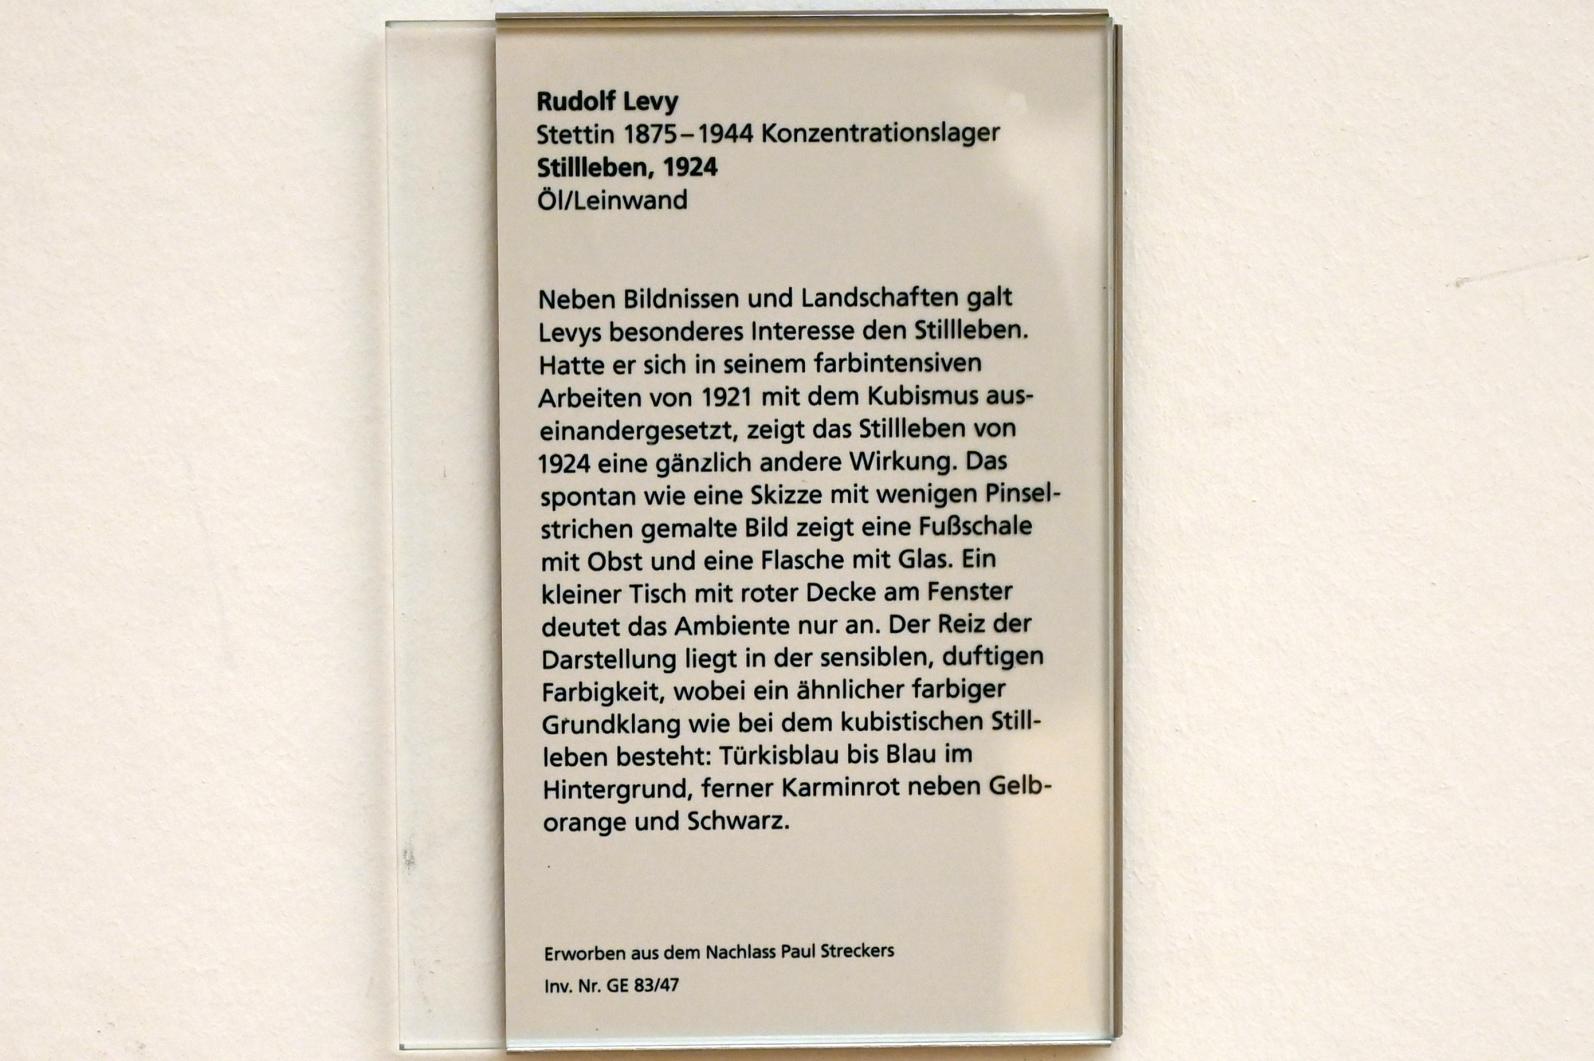 Rudolf Levy
Stettin 1875–1944 Konzentrationslager
Stillleben, 1924
Öl/Leinwand
Neben Bildnissen und Landschaften galt
Levys besonderes Interesse den Stillleben.
Hatte er sich in seinem farbintensiven
Arbeiten von 1921 mit dem Kubismus aus-
einandergesetzt, zeigt das Stillleben von
1924 eine gänzlich andere Wirkung. Das
spontan wie eine Skizze mit wenigen Pinsel-
strichen gemalte Bild zeigt eine Fußschale
mit Obst und eine Flasche mit Glas. Ein
kleiner Tisch mit roter Decke am Fenster
deutet das Ambiente nur an. Der Reiz der
Darstellung liegt in der sensiblen, duftigen
Farbigkeit, wobei ein ähnlicher farbiger
Grundklang wie bei dem kubistischen Still-
leben besteht: Türkisblau bis Blau im
Hintergrund, ferner Karminrot neben Gelb-
orange und Schwarz.
Erworben aus dem Nachlass Paul Streckers
Inv. Nr. GE 83/47